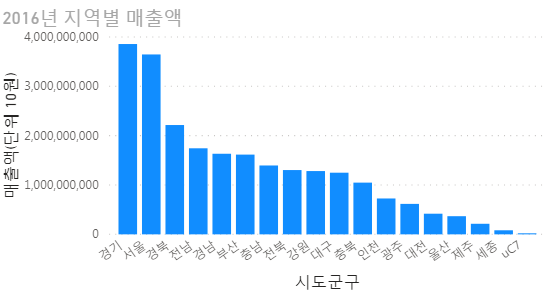 2016년 지역별 매출액
매출액(단위 10원)
4,000,000,000
3,000,000,000
2,000,000,000
1,000,000,000
0
경기
서울
경북
전남
경남
부산
충남
전북
강원
대구
충북
인천
광주
대전
울산
제주
세종
uC7
시도군구